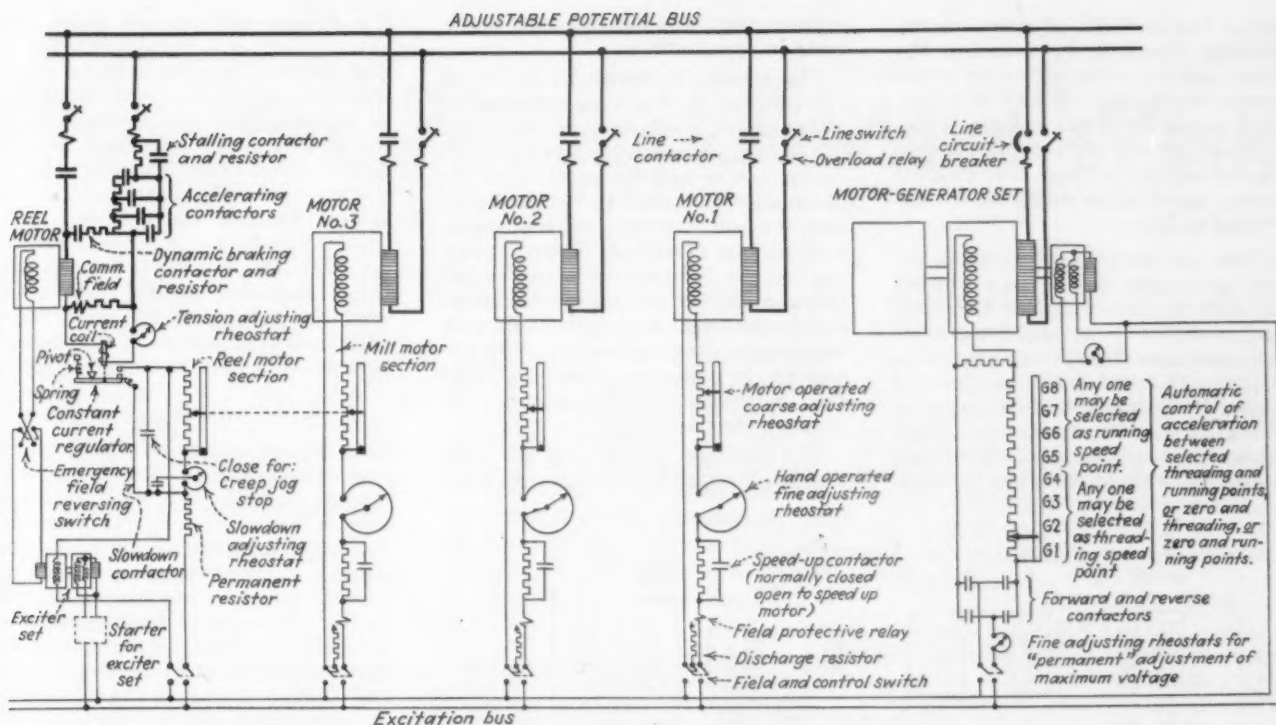 ADJUSTABLE POTENTIAL BUS
Stalling contactor
and resistor
Accelerating
contactors
REEL
MOTOR
Dynamic braking
contactor and
resistor
Comm.
field
Current
coil
Tension adjusting
rheostat
Pivot
Spring
Reel motor
section
Constant
current
regulator
Emergency
field
reversing
switch
Close for:
Creep jog
stop
Slowdown
adjusting
rheostat
Slowdown
contactor
Permanent
resistor
Exciter
set
Starter
for
exciter
set
MOTOR
No.3
Mill motor
section
MOTOR
No.2
MOTOR
No.1
Line
contactor
Line switch
Overload relay
Line
circuit
breaker
MOTOR-GENERATOR SET
Motor operated
coarse adjusting
rheostat
Hand operated
fine adjusting
rheostat
Speed-up contactor
(normally closed
open to speed up
motor)
Field protective relay
Discharge resistor
Field and control switch
G8
G7
G6
G5
G4
G3
G2
G1
Any one
may be
selected
as running
speed
point.
Any one
may be
selected
as thread-
ing speed
point
Automatic
control of
acceleration
between
selected
threading and
running points,
or zero and
threading, or
zero and run-
ning points.
Forward and reverse
contactors
Fine adjusting rheostats for
"permanent" adjustment of
maximum voltage
Excitation bus